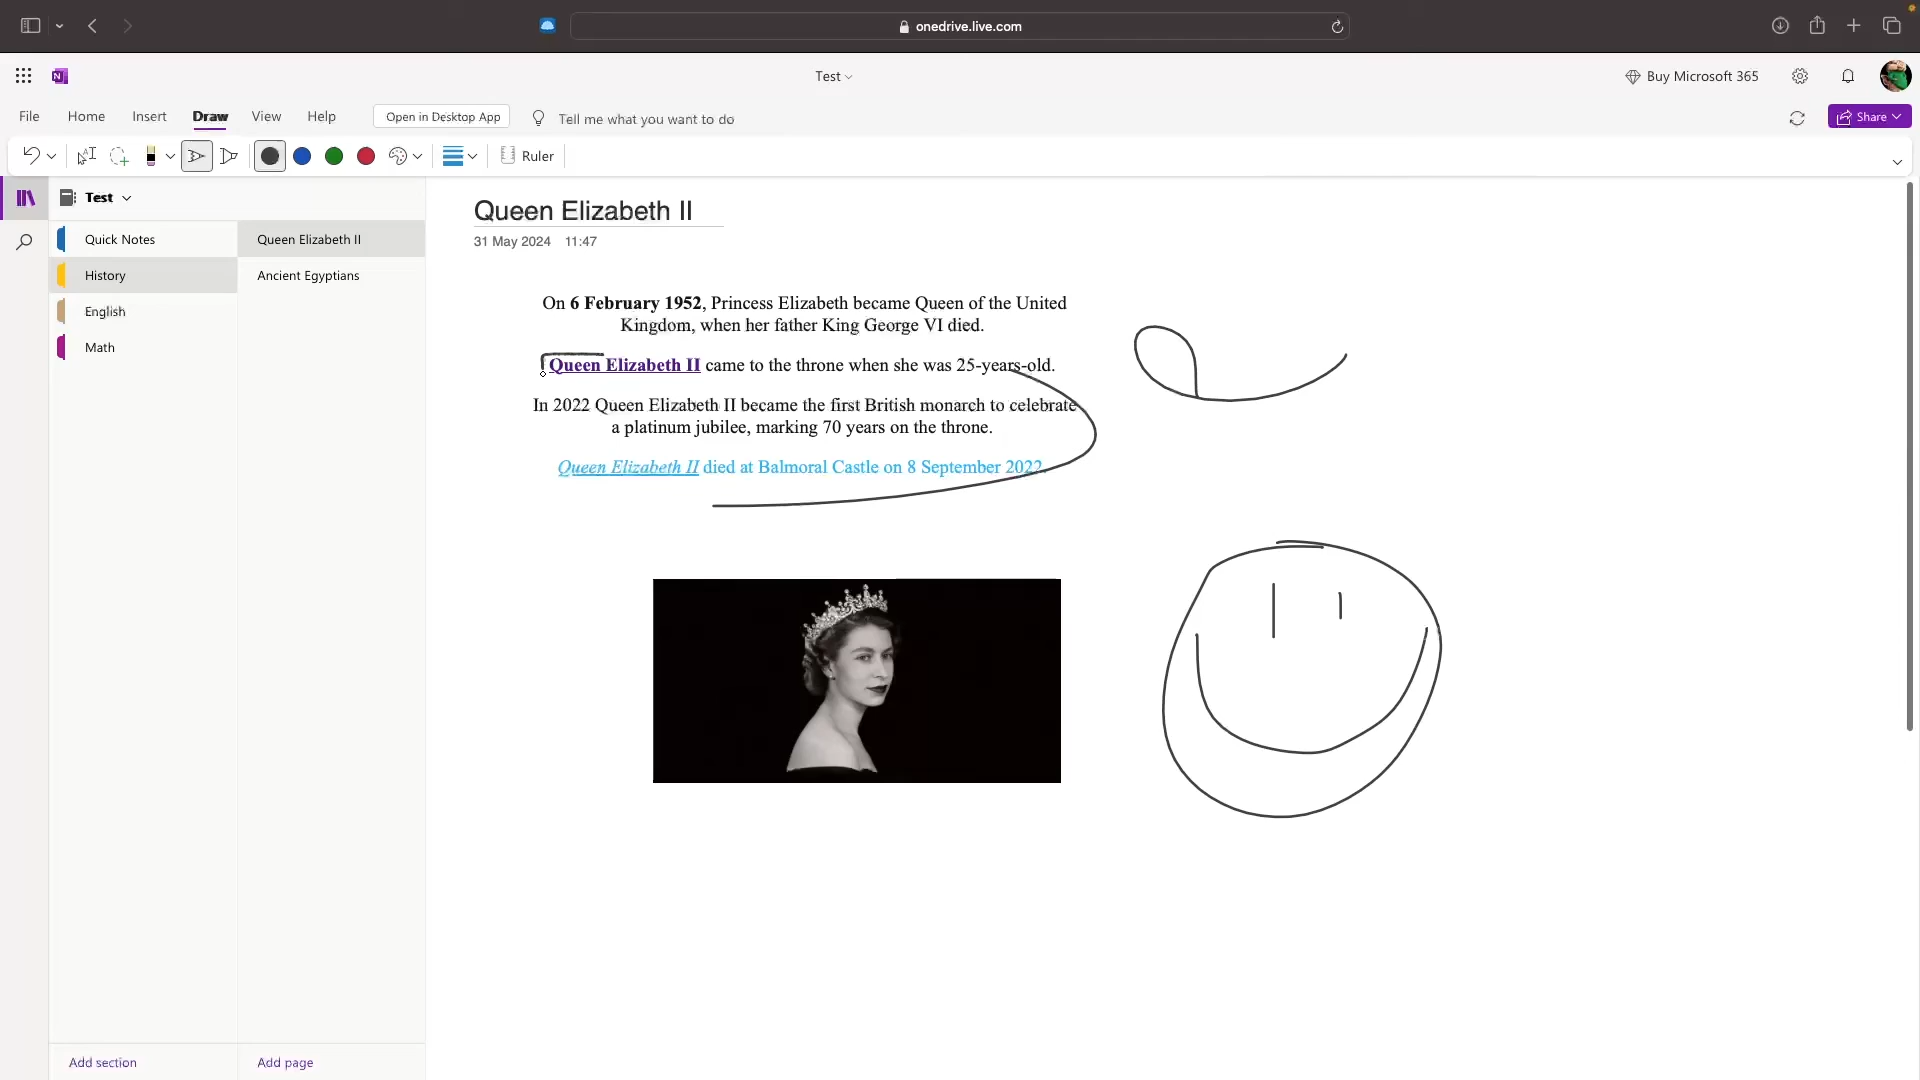 onedrive.live.com
Test
Buy Microsoft 365
File Home Insert Draw View Help Open in Desktop App Tell me what you want to do Share
Ruler
Test
Quick Notes
History
English
Math
Add section
Queen Elizabeth II
Ancient Egyptians
Add page
Queen Elizabeth II
31 May 2024 11:47
On 6 February 1952, Princess Elizabeth became Queen of the United
Kingdom, when her father King George VI died.
Queen Elizabeth II came to the throne when she was 25-years-old.
In 2022 Queen Elizabeth II became the first British monarch to celebrate
a platinum jubilee, marking 70 years on the throne.
Queen Elizabeth II died at Balmoral Castle on 8 September 2022.